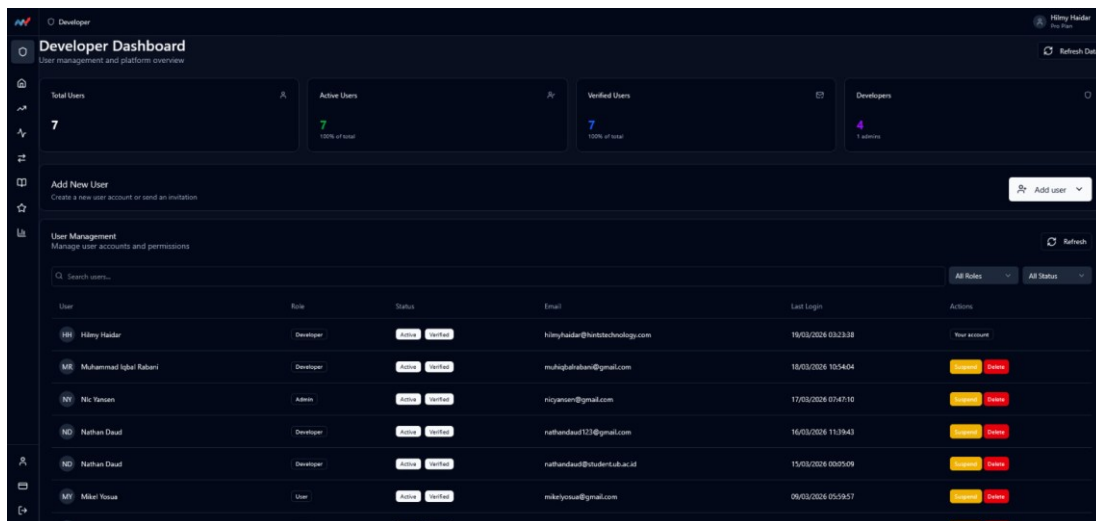 Developer
Hilmy Haidar
Pro Plan
Developer Dashboard
User management and platform overview
Refresh Dat
Total Users
7
Active Users
7
100% of total
Verified Users
7
100% of total
Developers
4
1 admins
Add New User
Create a new user account or send an invitation
Add user
User Management
Manage user accounts and permissions
Refresh
Search users...
All Roles
All Status
User Role Status Email Last Login Actions
HH Hilmy Haidar Developer Active Verified hilmyhaidar@hintstechnology.com 19/03/2026 03:23:38 Your account
MR Muhammad Iqbal Rabani Developer Active Verified muhiqbalrabani@gmail.com 18/03/2026 10:54:04 Suspend Delete
NY Nic Yansen Admin Active Verified nicyansen@gmail.com 17/03/2026 07:47:10 Suspend Delete
ND Nathan Daud Developer Active Verified nathandaud123@gmail.com 16/03/2026 11:39:43 Suspend Delete
ND Nathan Daud Developer Active Verified nathandaud@student.ub.ac.id 15/03/2026 00:05:09 Suspend Delete
MY Mikel Yosua User Active Verified mikelyosua@gmail.com 09/03/2026 05:59:57 Suspend Delete